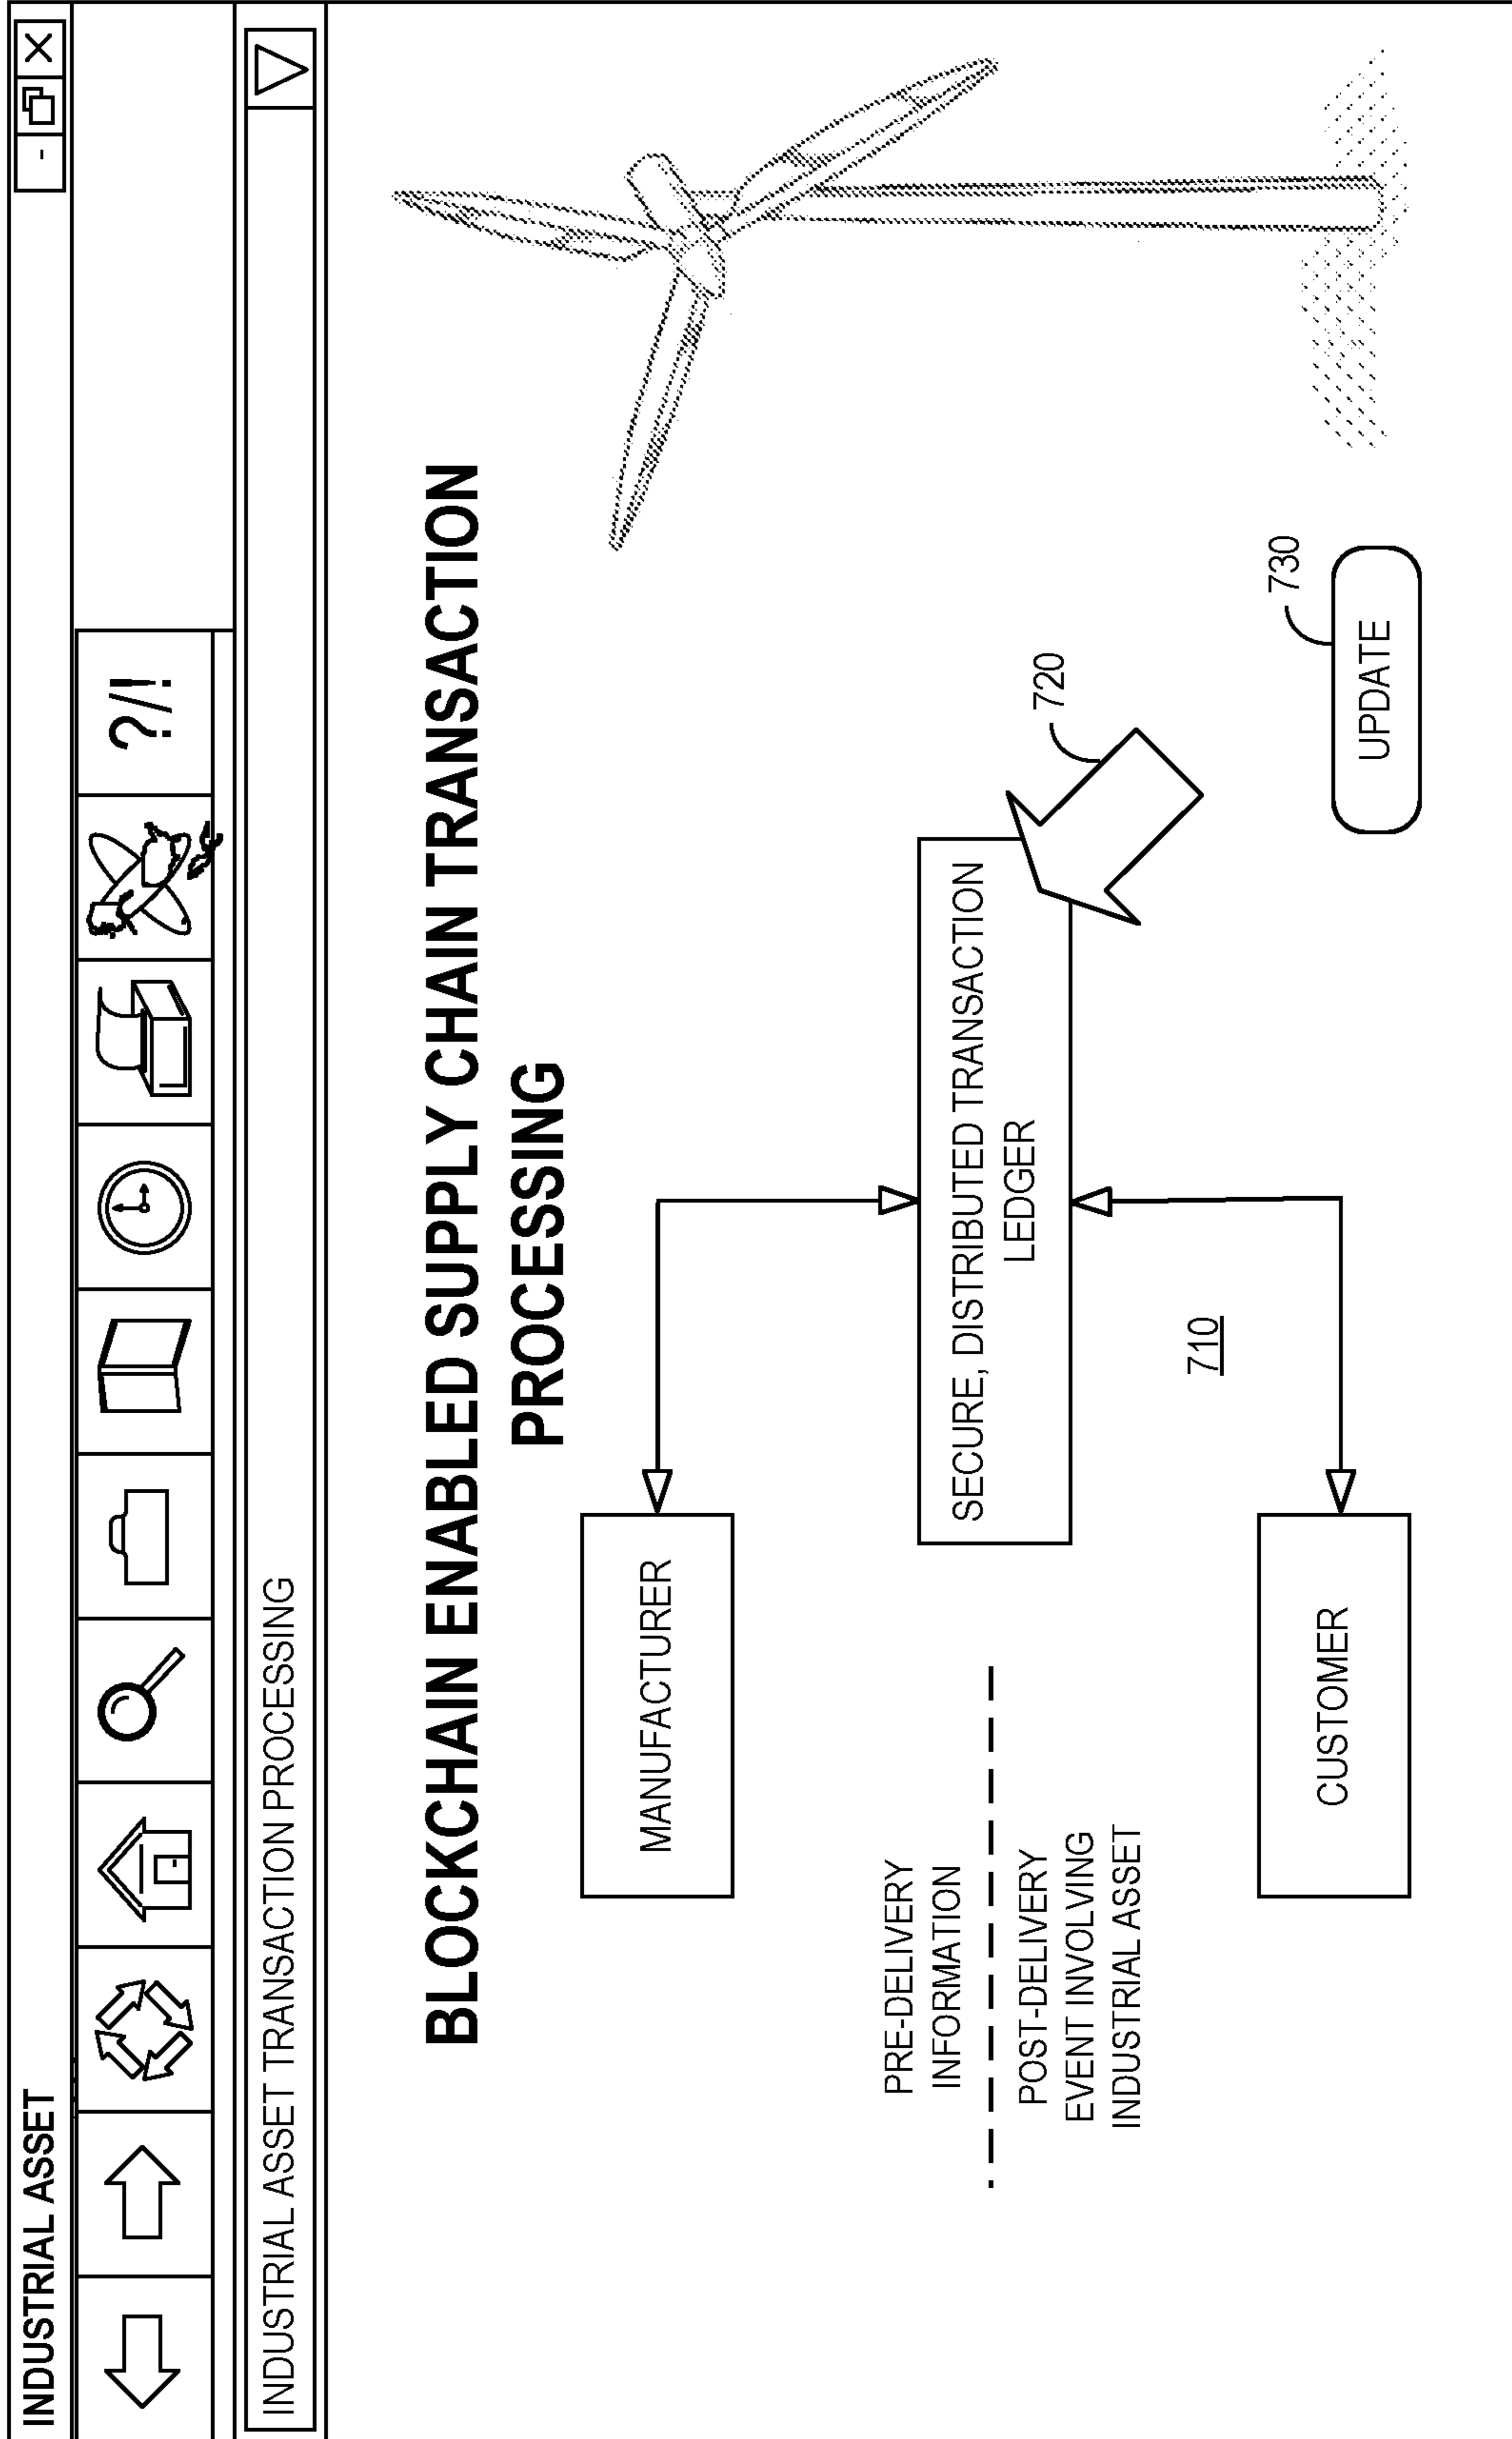 INDUSTRIAL ASSET
- X
?/!
INDUSTRIAL ASSET TRANSACTION PROCESSING
BLOCKCHAIN ENABLED SUPPLY CHAIN TRANSACTION
PROCESSING
MANUFACTURER
PRE-DELIVERY
INFORMATION
POST-DELIVERY
EVENT INVOLVING
INDUSTRIAL ASSET
SECURE, DISTRIBUTED TRANSACTION
LEDGER
720
710
CUSTOMER
730
UPDATE